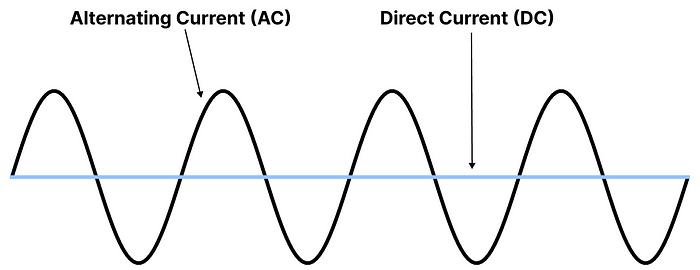 Alternating Current (AC)
Direct Current (DC)